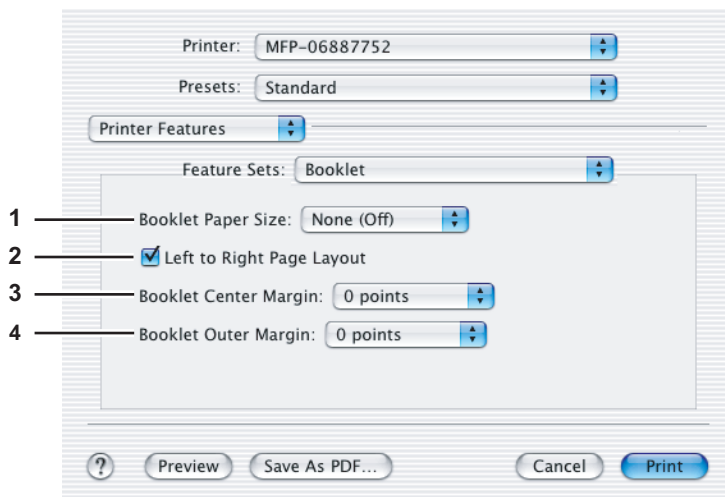 Printer: MFP-06887752
Presets: Standard
Printer Features
Feature Sets: Booklet
1 Booklet Paper Size: None (Off)
2 Left to Right Page Layout
3 Booklet Center Margin: 0 points
4 Booklet Outer Margin: 0 points
? Preview Save As PDF... Cancel Print